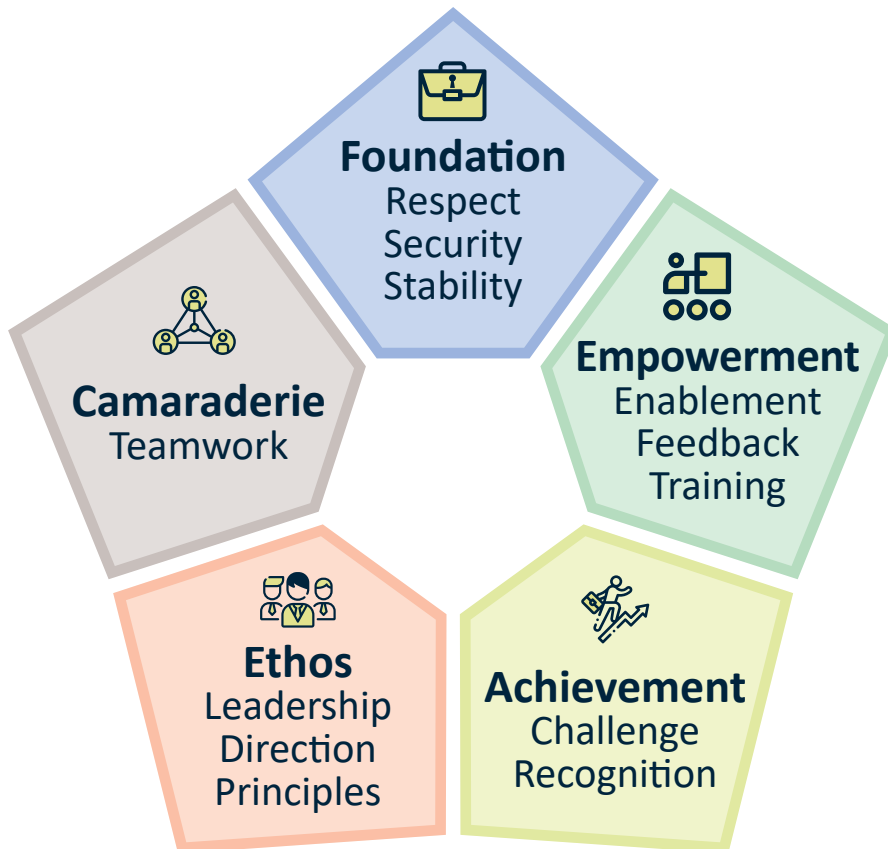 Foundation
Respect
Security
Stability
Empowerment
Enablement
Feedback
Training
Achievement
Challenge
Recognition
Ethos
Leadership
Direction
Principles
Camaraderie
Teamwork